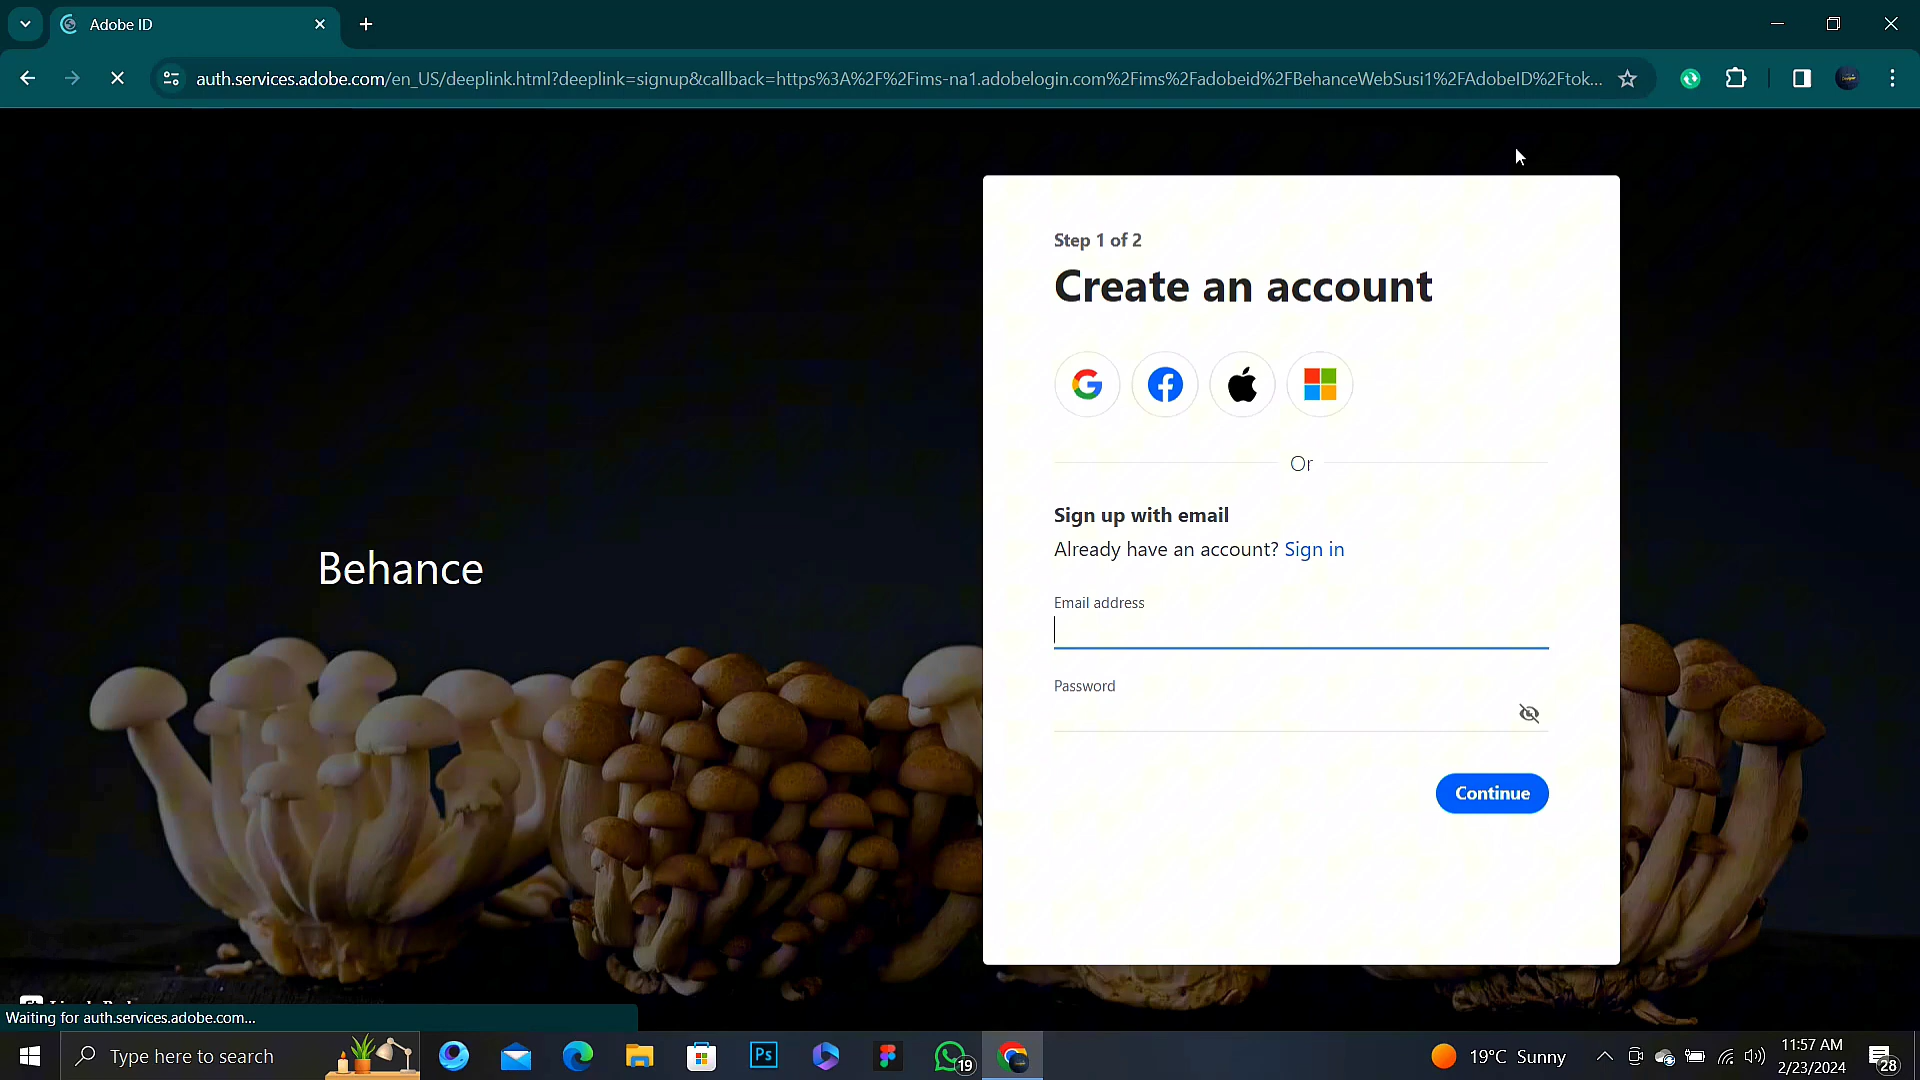 Adobe ID
auth.services.adobe.com/en_US/deeplink.html?deeplink=signup&callback=https%3A%2F%2Fims-na1.adobelogin.com%2Fims%2Fadobeid%2FBehanceWebSusi1%2FAdobeID%2Ftok...
Behance
Step 1 of 2
Create an account
Or
Sign up with email
Already have an account? Sign in
Email address
Password
Continue
Waiting for auth.services.adobe.com...
Type here to search
Ps
19
19°C Sunny
11:57 AM
2/23/2024
28